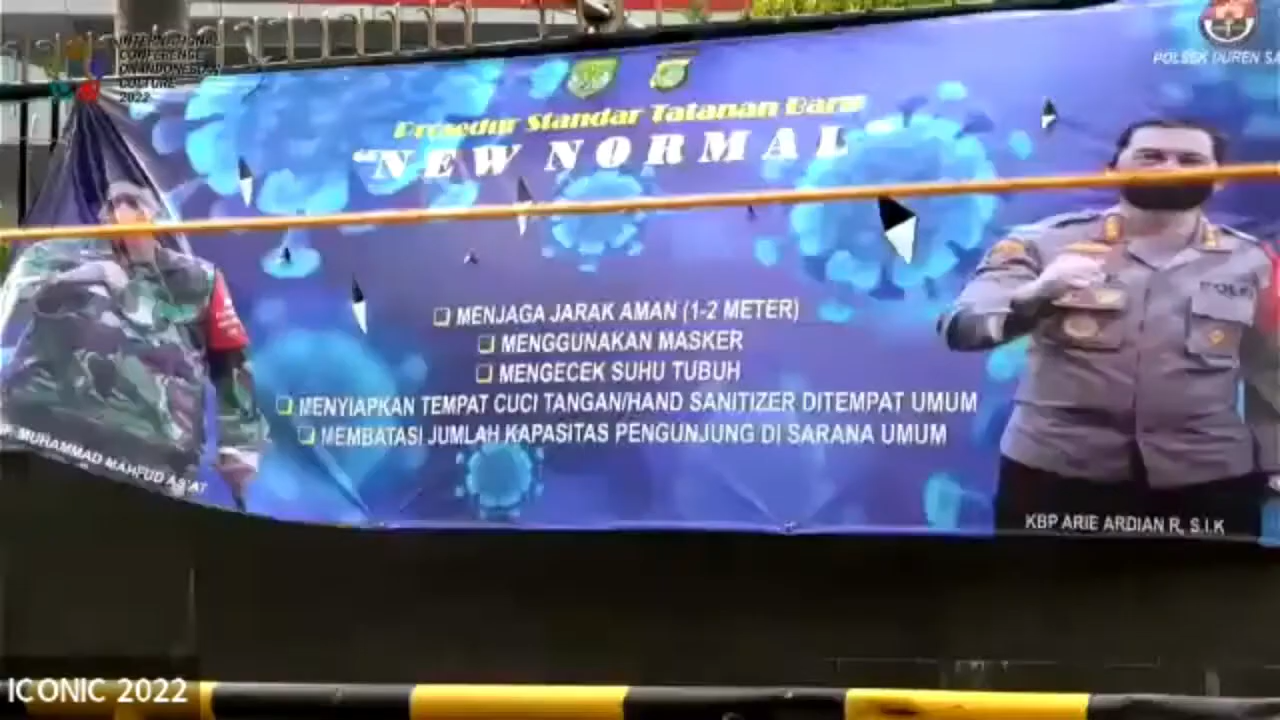 INTERNATIONAL
CONFERENCE
ON INDONESIAN
CULTURE
2022
POLSEK DUREN SA
Prosedur Standar Tatanan Baru
"NEW NORMAL"
MENJAGA JARAK AMAN (1-2 METER)
MENGGUNAKAN MASKER
MENGECEK SUHU TUBUH
MENYIAPKAN TEMPAT CUCI TANGAN/HAND SANITIZER DITEMPAT UMUM
MEMBATASI JUMLAH KAPASITAS PENGUNJUNG DI SARANA UMUM
POLRI
MUHAMMAD MAHFUD AS'AT
KBP ARIE ARDIAN R, S.I.K
ICONIC 2022